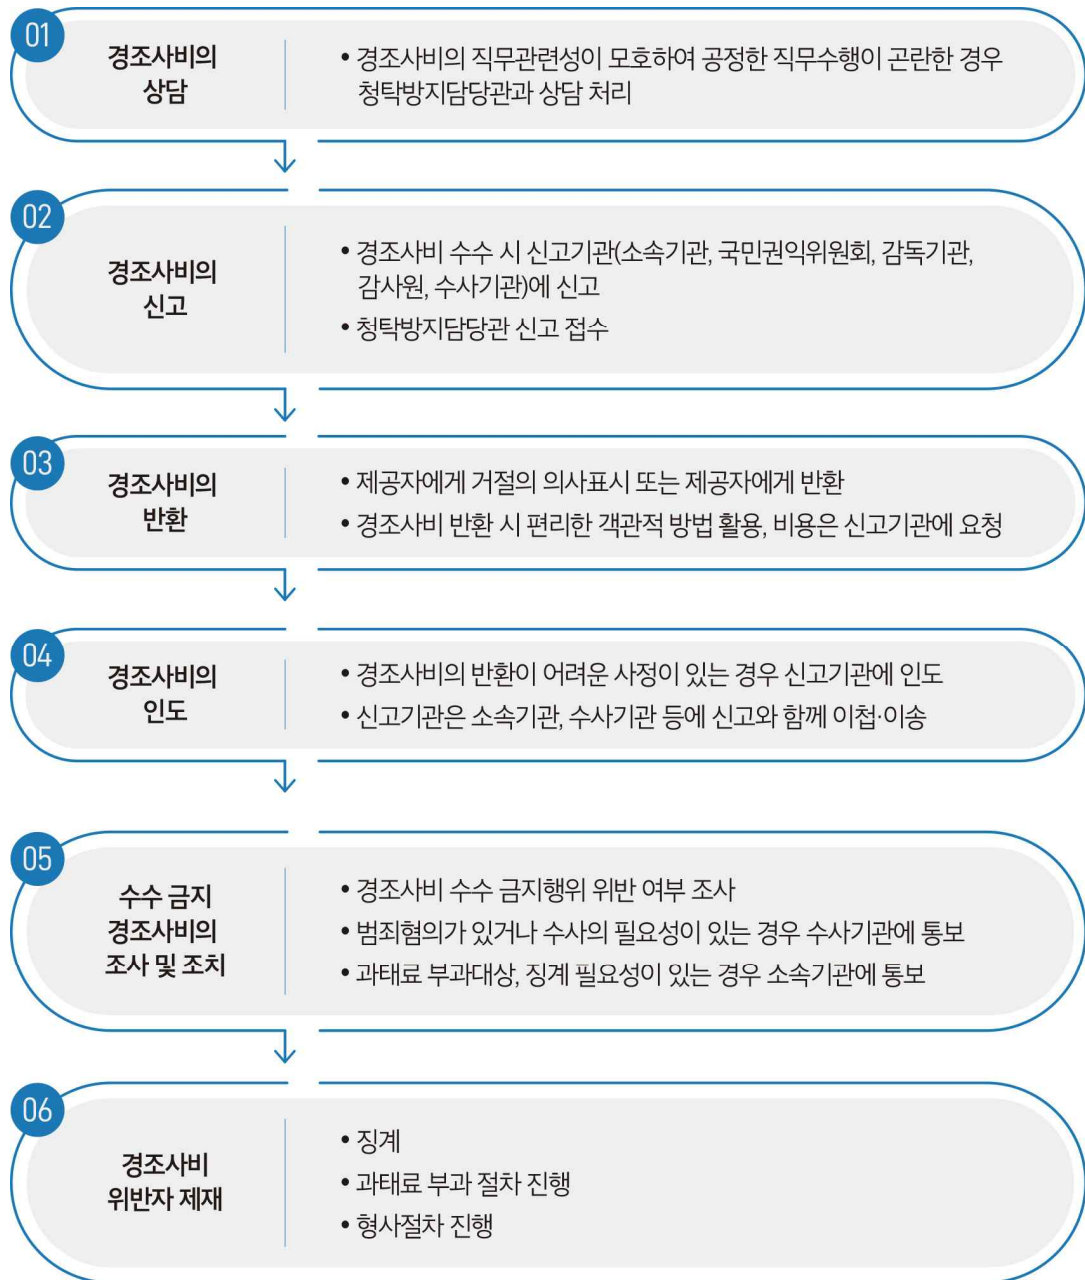 01
경조사비의
상담
• 경조사비의 직무관련성이 모호하여 공정한 직무수행이 곤란한 경우
청탁방지담당관과 상담 처리
02
경조사비의
신고
• 경조사비 수수 시 신고기관(소속기관, 국민권익위원회, 감독기관,
감사원, 수사기관)에 신고
• 청탁방지담당관 신고 접수
03
경조사비의
반환
• 제공자에게 거절의 의사표시 또는 제공자에게 반환
• 경조사비 반환 시 편리한 객관적 방법 활용, 비용은 신고기관에 요청
04
경조사비의
인도
• 경조사비의 반환이 어려운 사정이 있는 경우 신고기관에 인도
• 신고기관은 소속기관, 수사기관 등에 신고와 함께 이첩·이송
05
수수 금지
경조사비의
조사 및 조치
• 경조사비 수수 금지행위 위반 여부 조사
• 범죄혐의가 있거나 수사의 필요성이 있는 경우 수사기관에 통보
• 과태료 부과대상, 징계 필요성이 있는 경우 소속기관에 통보
06
경조사비
위반자 제재
• 징계
• 과태료 부과 절차 진행
• 형사절차 진행